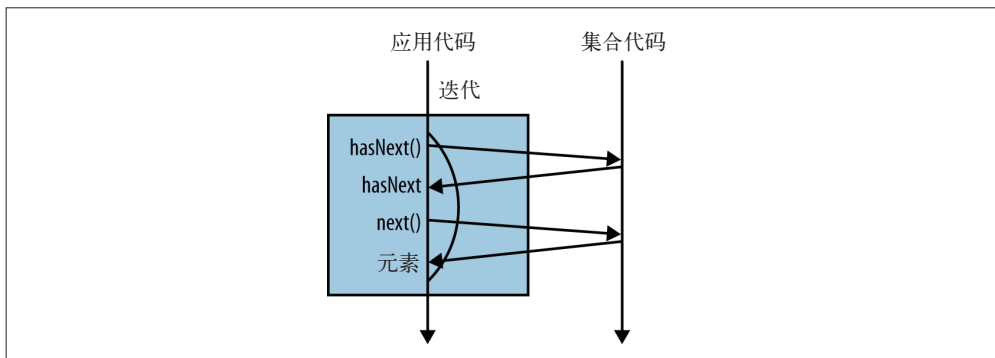 应用代码
集合代码
迭代
hasNext()
hasNext
next()
元素